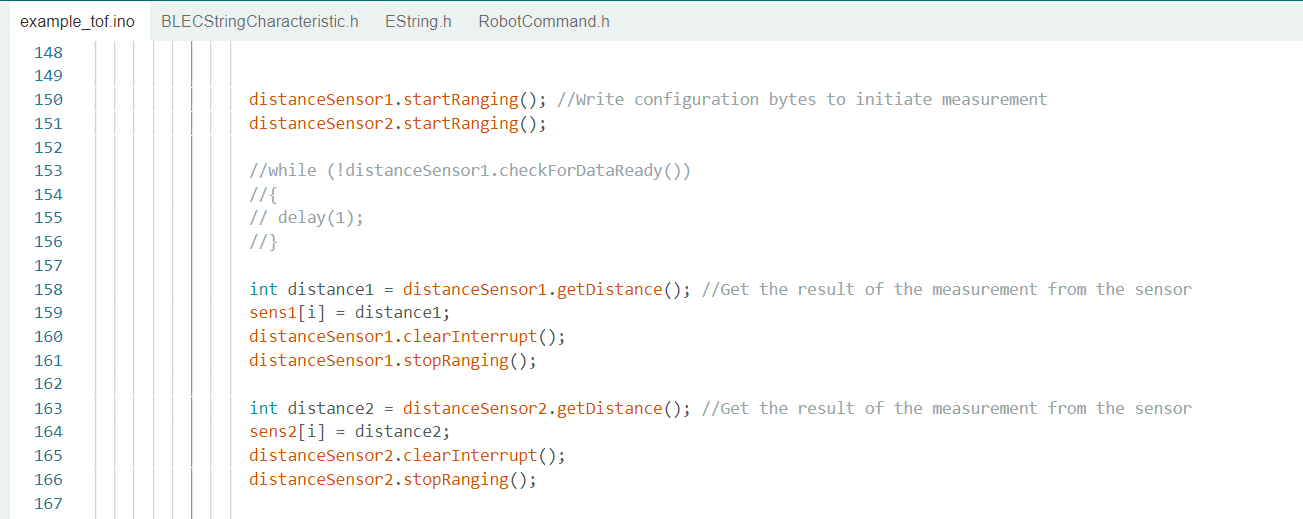 example_tof.ino BLECStringCharacteristic.h EString.h RobotCommand.h
148
149
150 distanceSensor1.startRanging(); //Write configuration bytes to initiate measurement
151 distanceSensor2.startRanging();
152
153 //while (!distanceSensor1.checkForDataReady())
154 //{
155 // delay(1);
156 //}
157
158 int distance1 = distanceSensor1.getDistance(); //Get the result of the measurement from the sensor
159 sens1[i] = distance1;
160 distanceSensor1.clearInterrupt();
161 distanceSensor1.stopRanging();
162
163 int distance2 = distanceSensor2.getDistance(); //Get the result of the measurement from the sensor
164 sens2[i] = distance2;
165 distanceSensor2.clearInterrupt();
166 distanceSensor2.stopRanging();
167